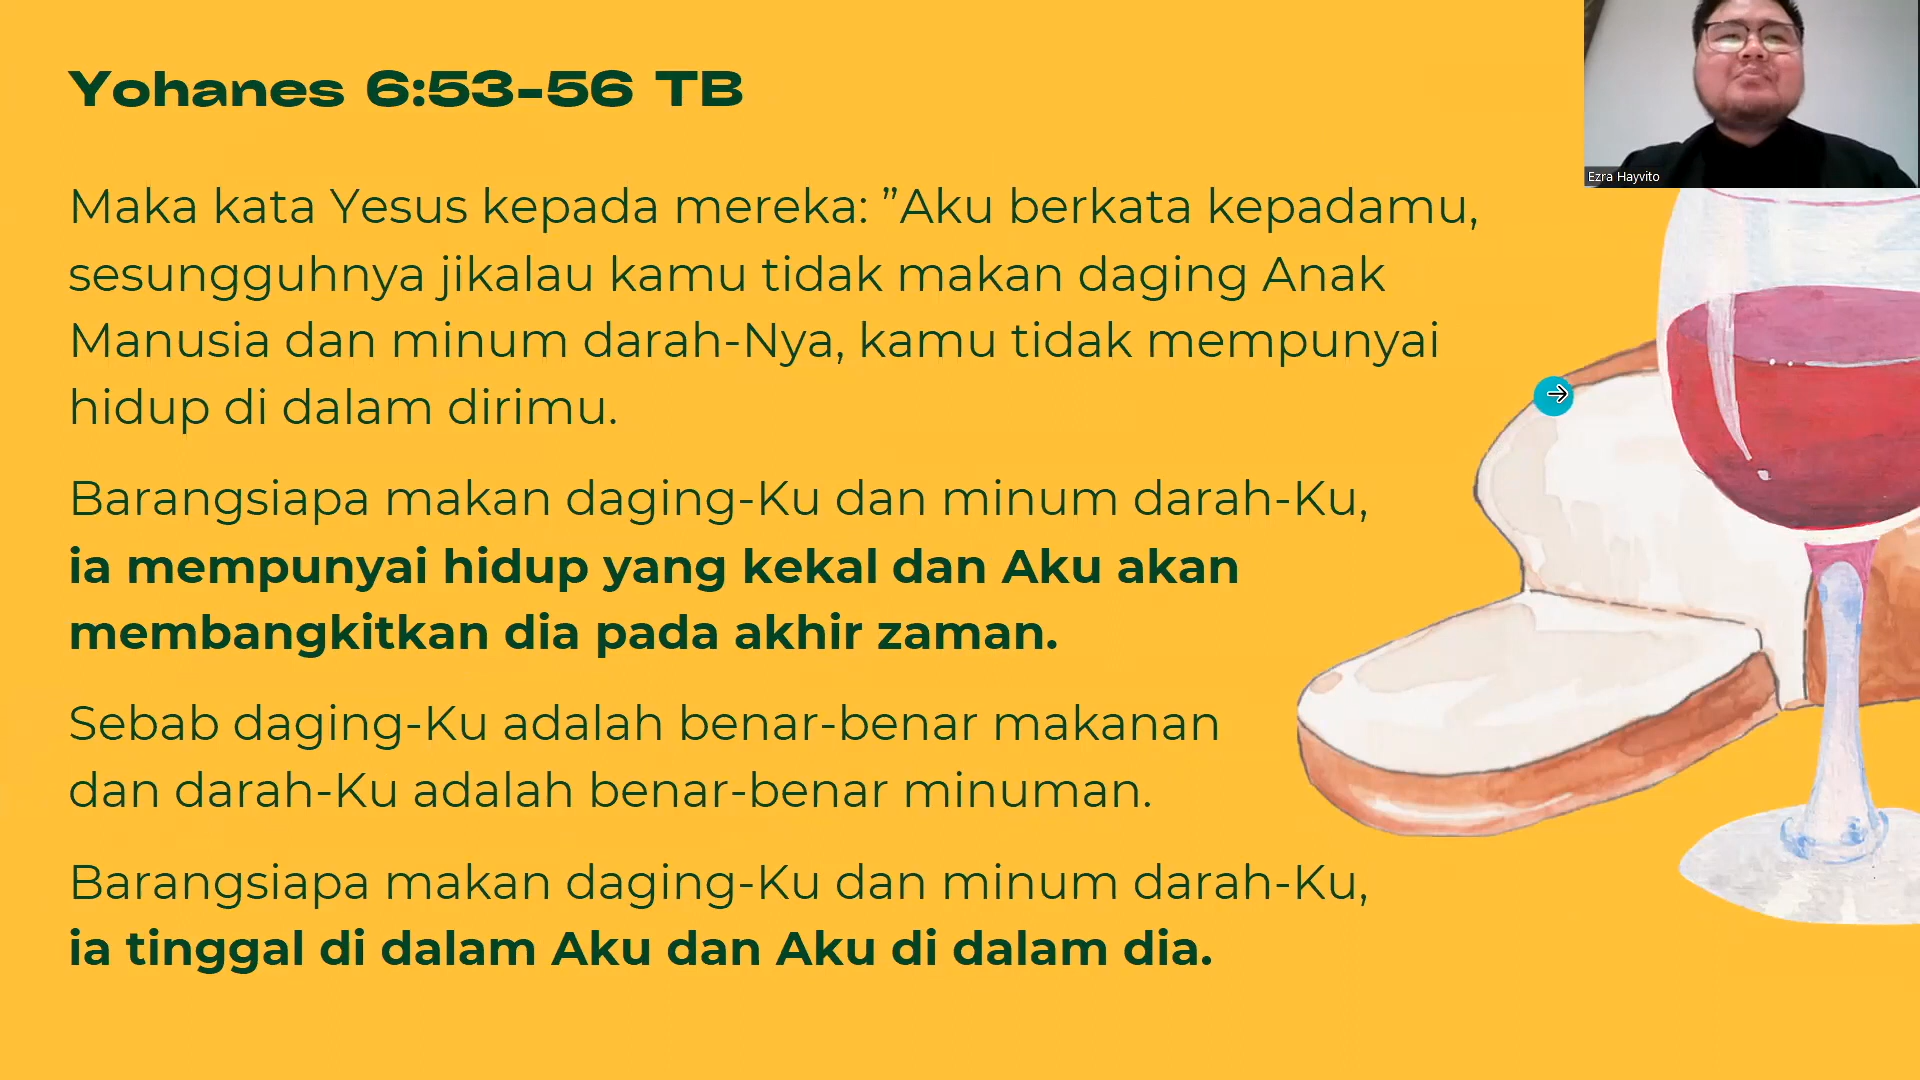 Yohanes 6:53-56 TB
Maka kata Yesus kepada mereka: ”Aku berkata kepadamu,
sesungguhnya jikalau kamu tidak makan daging Anak
Manusia dan minum darah-Nya, kamu tidak mempunyai
hidup di dalam dirimu.
Barangsiapa makan daging-Ku dan minum darah-Ku,
ia mempunyai hidup yang kekal dan Aku akan
membangkitkan dia pada akhir zaman.
Sebab daging-Ku adalah benar-benar makanan
dan darah-Ku adalah benar-benar minuman.
Barangsiapa makan daging-Ku dan minum darah-Ku,
ia tinggal di dalam Aku dan Aku di dalam dia.
Ezra Hayvito